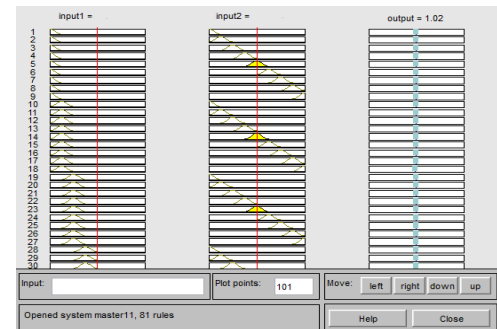 input1 =
input2 =
output = 1.02
1
2
3
4
5
6
7
8
9
10
11
12
13
14
15
16
17
18
19
20
21
22
23
24
25
26
27
28
29
30
Input:
Plot points:
101
Move:
left
right
down
up
Opened system master11, 81 rules
Help
Close